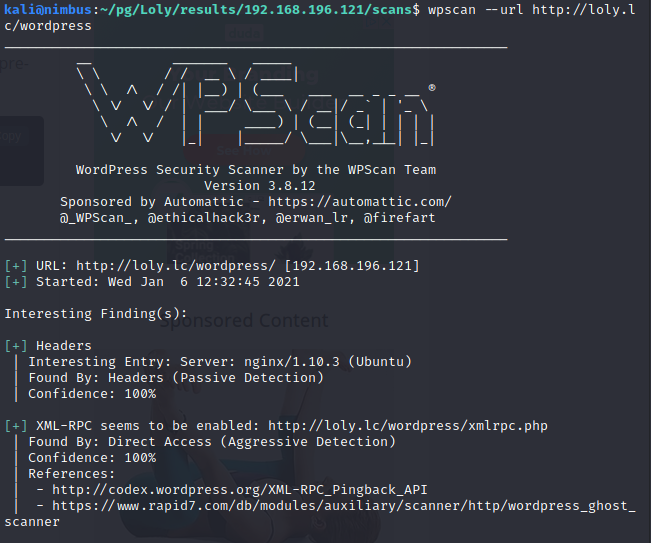 kali@nimbus:~/pg/Loly/results/192.168.196.121/scans$ wpscan --url http://loly.l
c/wordpress
WPScan ®
WordPress Security Scanner by the WPScan Team
Version 3.8.12
Sponsored by Automattic - https://automattic.com/
@_WPScan_, @ethicalhack3r, @erwan_lr, @firefart
[+] URL: http://loly.lc/wordpress/ [192.168.196.121]
[+] Started: Wed Jan  6 12:32:45 2021
Interesting Finding(s):
Sponsored Content
[+] Headers
 | Interesting Entry: Server: nginx/1.10.3 (Ubuntu)
 | Found By: Headers (Passive Detection)
 | Confidence: 100%
[+] XML-RPC seems to be enabled: http://loly.lc/wordpress/xmlrpc.php
 | Found By: Direct Access (Aggressive Detection)
 | Confidence: 100%
 | References:
 |  - http://codex.wordpress.org/XML-RPC_Pingback_API
 |  - https://www.rapid7.com/db/modules/auxiliary/scanner/http/wordpress_ghost_
scanner